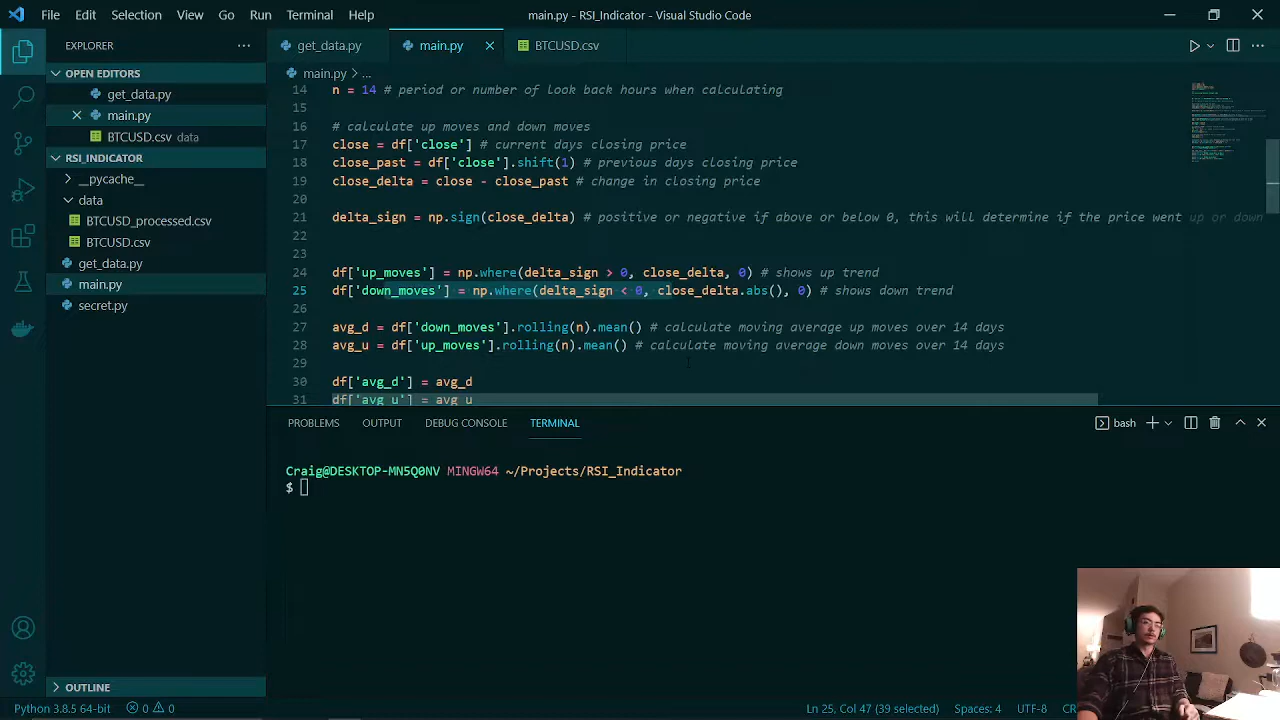 File Edit Selection View Go Run Terminal Help
main.py - RSI_Indicator - Visual Studio Code
EXPLORER
get_data.py
main.py
BTCUSD.csv
OPEN EDITORS
get_data.py
main.py
BTCUSD.csv data
RSI_INDICATOR
__pycache__
data
BTCUSD_processed.csv
BTCUSD.csv
get_data.py
main.py
secret.py
OUTLINE
main.py > ...
14 n = 14 # period or number of look back hours when calculating
15
16 # calculate up moves and down moves
17 close = df['close'] # current days closing price
18 close_past = df['close'].shift(1) # previous days closing price
19 close_delta = close - close_past # change in closing price
20
21 delta_sign = np.sign(close_delta) # positive or negative if above or below 0, this will determine if the price went up or down
22
23
24 df['up_moves'] = np.where(delta_sign > 0, close_delta, 0) # shows up trend
25 df['down_moves'] = np.where(delta_sign < 0, close_delta.abs(), 0) # shows down trend
26
27 avg_d = df['down_moves'].rolling(n).mean() # calculate moving average up moves over 14 days
28 avg_u = df['up_moves'].rolling(n).mean() # calculate moving average down moves over 14 days
29
30 df['avg_d'] = avg_d
31 df['avg_u'] = avg_u
PROBLEMS OUTPUT DEBUG CONSOLE TERMINAL
bash
Craig@DESKTOP-MN5Q0NV MINGW64 ~/Projects/RSI_Indicator
$
Python 3.8.5 64-bit 0 0
Ln 25, Col 47 (39 selected) Spaces: 4 UTF-8 CR